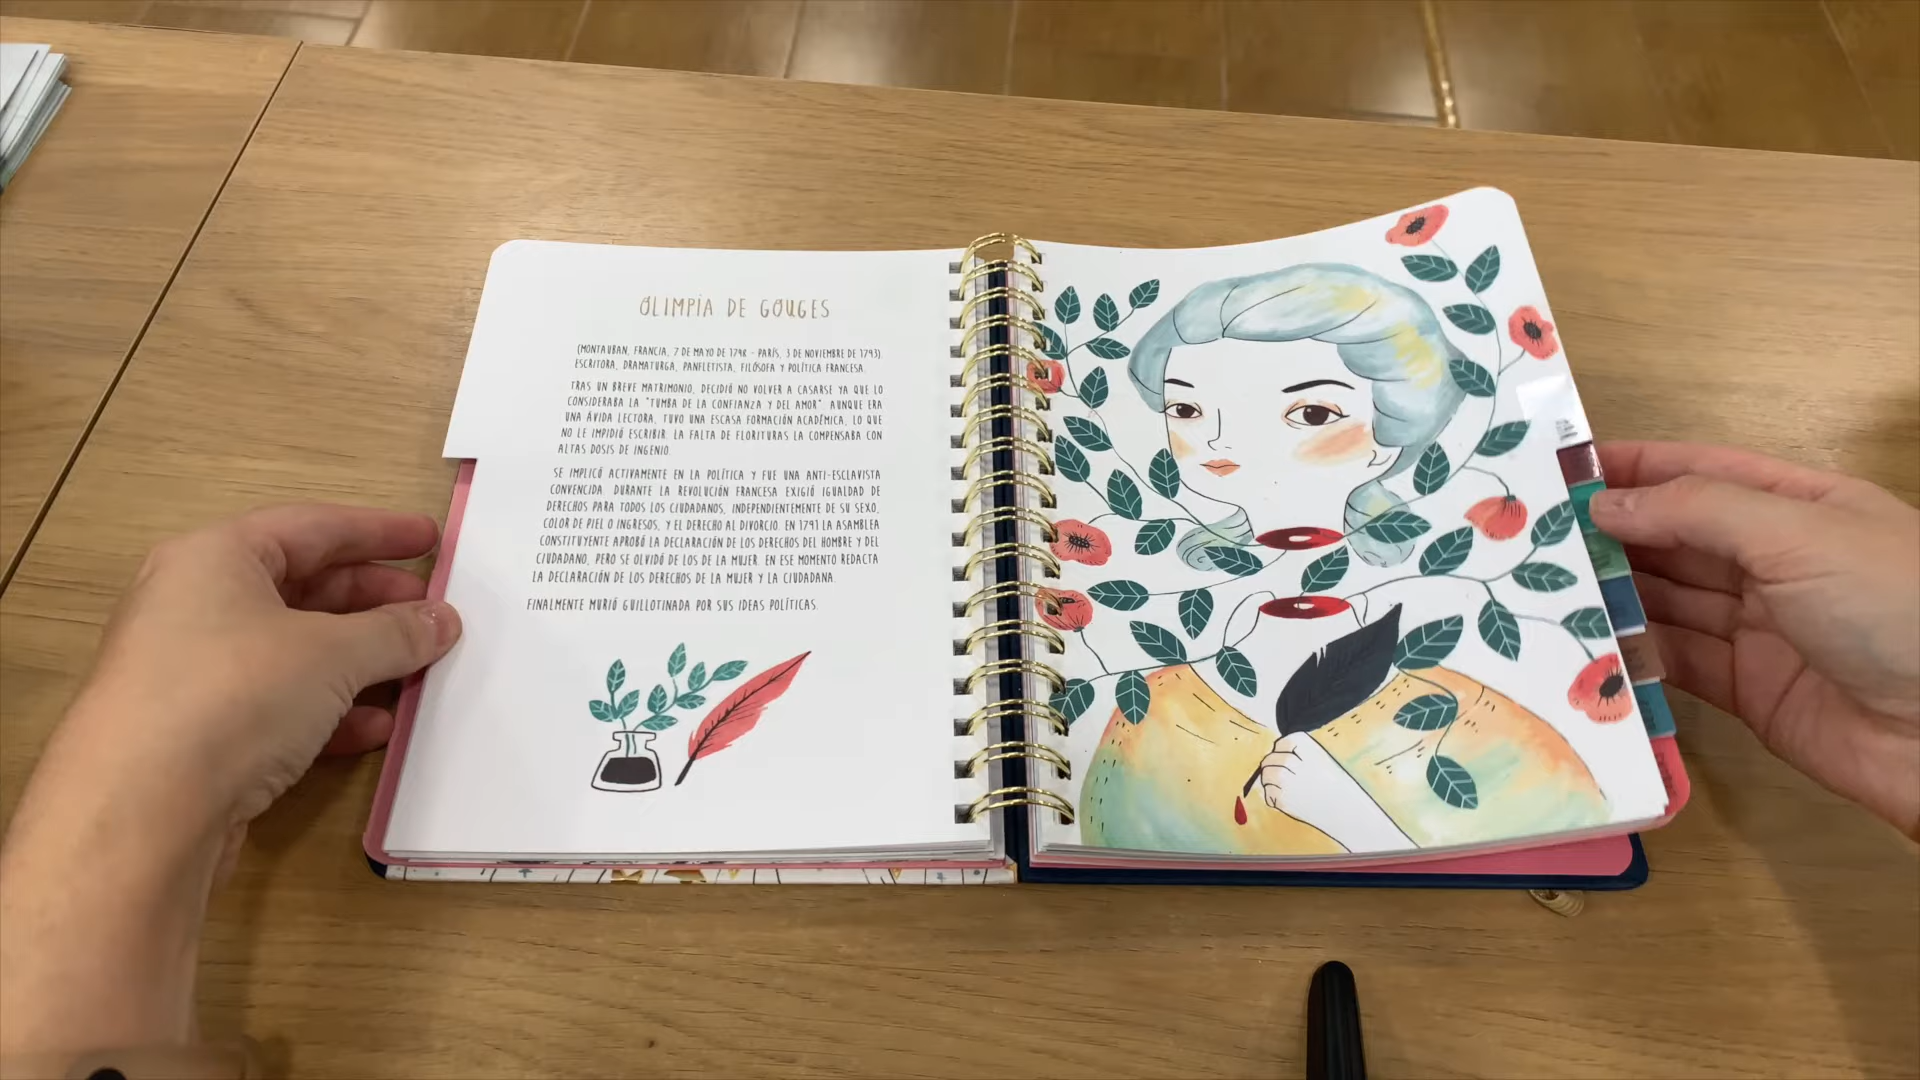 OLIMPIA DE GOUGES
(MONTAUBAN, FRANCIA, 7 DE MAYO DE 1748 - PARÍS, 3 DE NOVIEMBRE DE 1793).
ESCRITORA, DRAMATURGA, PANFLETISTA, FILÓSOFA Y POLÍTICA FRANCESA.
TRAS UN BREVE MATRIMONIO, DECIDIÓ NO VOLVER A CASARSE YA QUE LO
CONSIDERABA LA "TUMBA DE LA CONFIANZA Y DEL AMOR". AUNQUE ERA
UNA ÁVIDA LECTORA, TUVO UNA ESCASA FORMACIÓN ACADÉMICA, LO QUE
NO LE IMPIDIÓ ESCRIBIR. LA FALTA DE FLORITURAS LA COMPENSABA CON
ALTAS DOSIS DE INGENIO.
SE IMPLICÓ ACTIVAMENTE EN LA POLÍTICA Y FUE UNA ANTI-ESCLAVISTA
CONVENCIDA. DURANTE LA REVOLUCIÓN FRANCESA EXIGIÓ IGUALDAD DE
DERECHOS PARA TODOS LOS CIUDADANOS, INDEPENDIENTEMENTE DE SU SEXO,
COLOR DE PIEL O INGRESOS, Y EL DERECHO AL DIVORCIO. EN 1791 LA ASAMBLEA
CONSTITUYENTE APROBÓ LA DECLARACIÓN DE LOS DERECHOS DEL HOMBRE Y DEL
CIUDADANO, PERO SE OLVIDÓ DE LOS DE LA MUJER. EN ESE MOMENTO REDACTA
LA DECLARACIÓN DE LOS DERECHOS DE LA MUJER Y LA CIUDADANA.
FINALMENTE MURIÓ GUILLOTINADA POR SUS IDEAS POLÍTICAS.